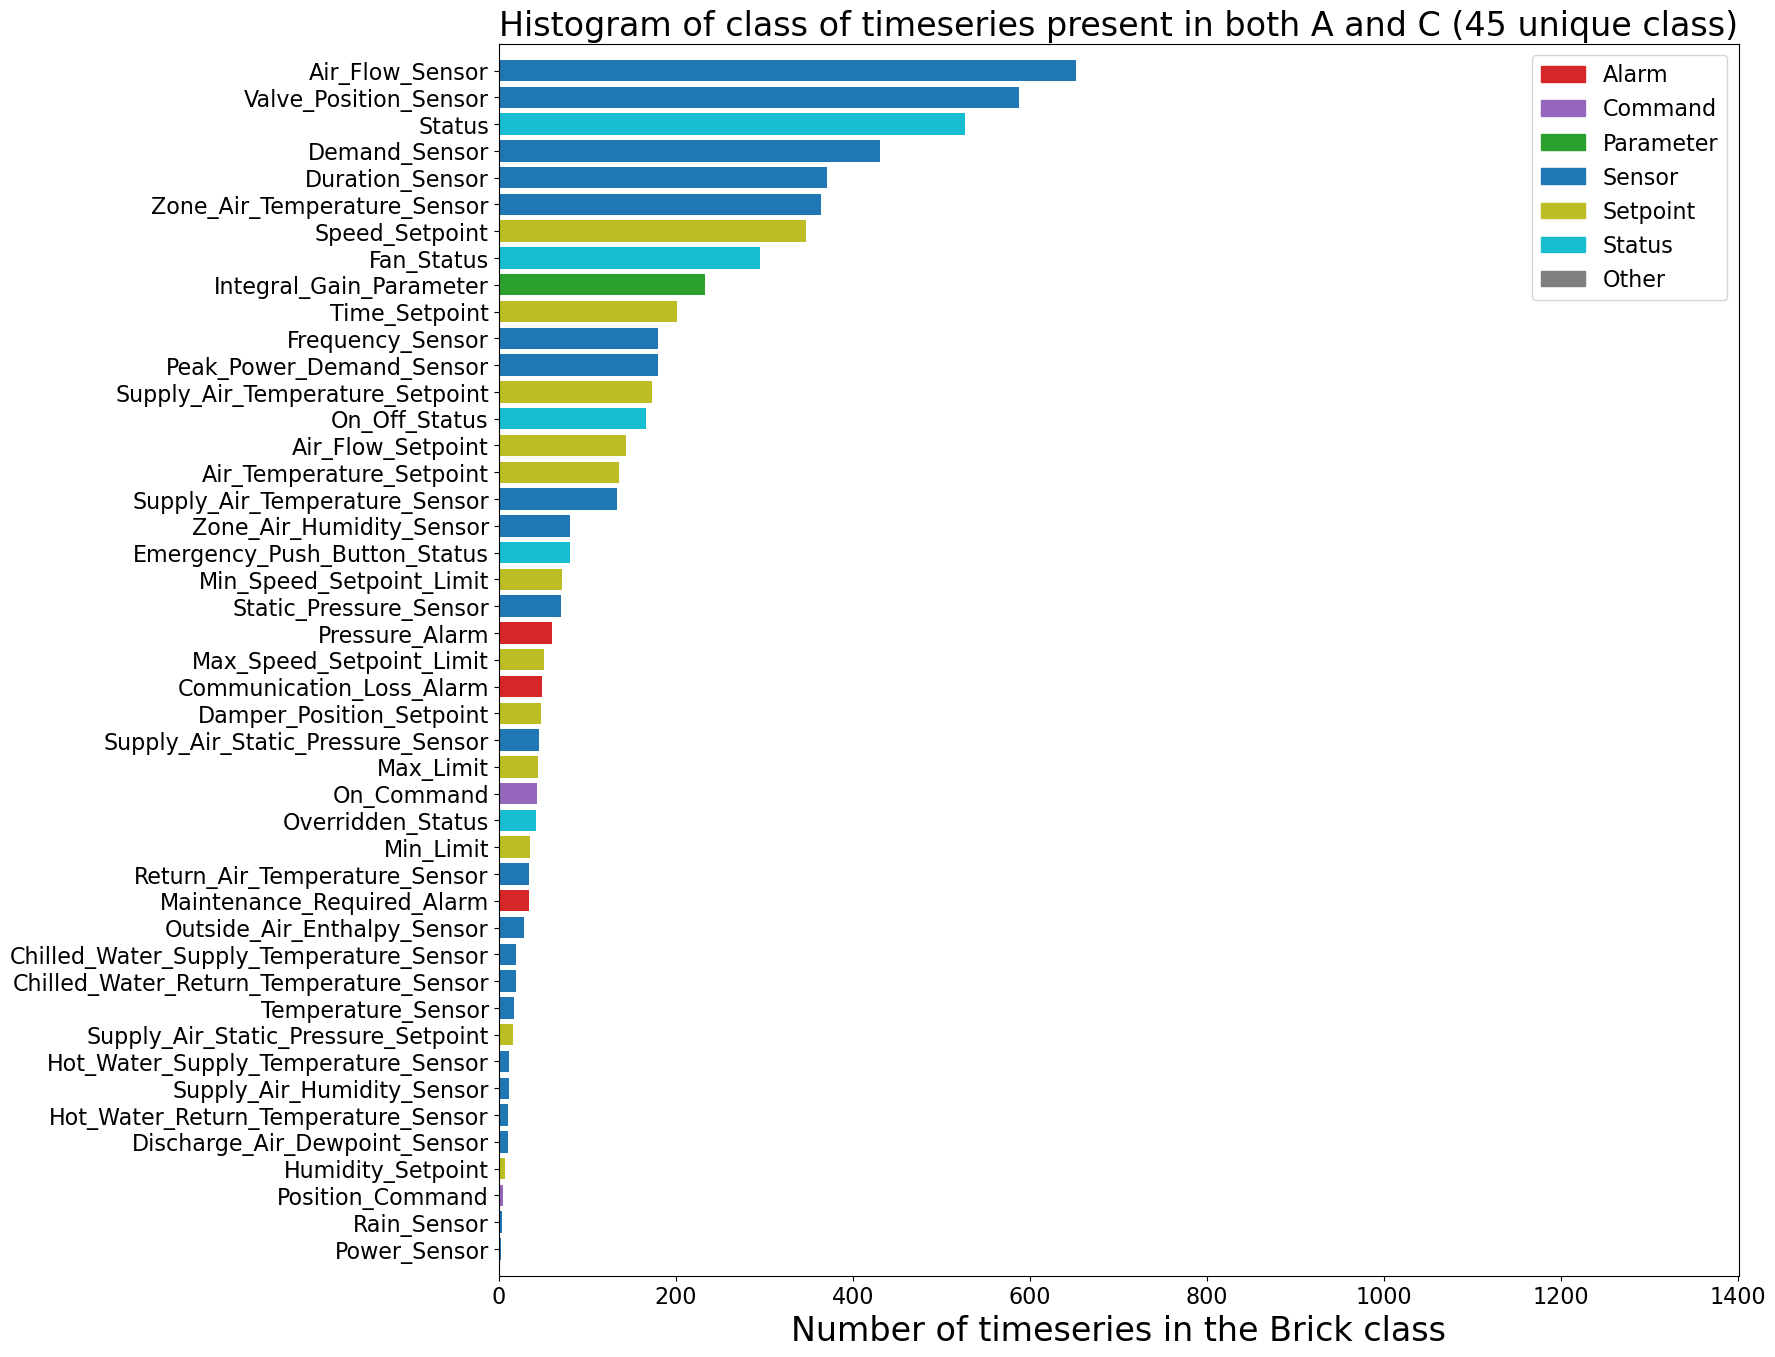 Histogram of class of timeseries present in both A and C (45 unique class)
Air_Flow_Sensor
Valve_Position_Sensor
Status
Demand_Sensor
Duration_Sensor
Zone_Air_Temperature_Sensor
Speed_Setpoint
Fan_Status
Integral_Gain_Parameter
Time_Setpoint
Frequency_Sensor
Peak_Power_Demand_Sensor
Supply_Air_Temperature_Setpoint
On_Off_Status
Air_Flow_Setpoint
Air_Temperature_Setpoint
Supply_Air_Temperature_Sensor
Zone_Air_Humidity_Sensor
Emergency_Push_Button_Status
Min_Speed_Setpoint_Limit
Static_Pressure_Sensor
Pressure_Alarm
Max_Speed_Setpoint_Limit
Communication_Loss_Alarm
Damper_Position_Setpoint
Supply_Air_Static_Pressure_Sensor
Max_Limit
On_Command
Overridden_Status
Min_Limit
Return_Air_Temperature_Sensor
Maintenance_Required_Alarm
Outside_Air_Enthalpy_Sensor
Chilled_Water_Supply_Temperature_Sensor
Chilled_Water_Return_Temperature_Sensor
Temperature_Sensor
Supply_Air_Static_Pressure_Setpoint
Hot_Water_Supply_Temperature_Sensor
Supply_Air_Humidity_Sensor
Hot_Water_Return_Temperature_Sensor
Discharge_Air_Dewpoint_Sensor
Humidity_Setpoint
Position_Command
Rain_Sensor
Power_Sensor
Alarm
Command
Parameter
Sensor
Setpoint
Status
Other
0 200 400 600 800 1000 1200 1400
Number of timeseries in the Brick class